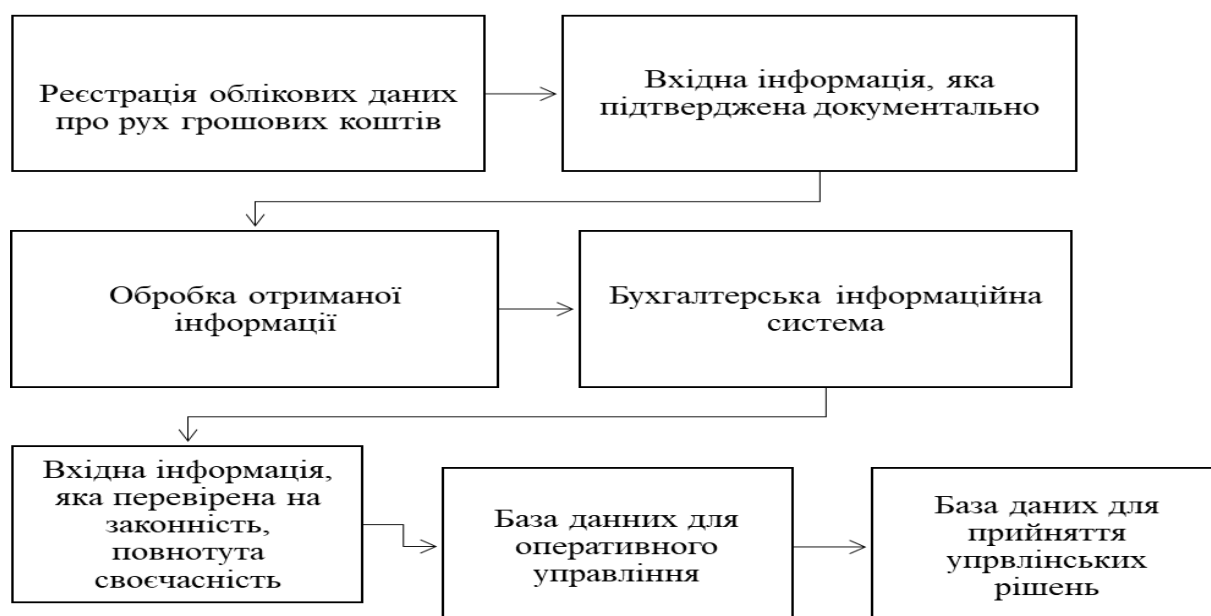 Реєстрація облікових даних
про рух грошових коштів
Вхідна інформація, яка
підтверджена документально
Обробка отриманої
інформації
Бухгалтерська інформаційна
система
Вхідна інформація,
яка перевірена на
законність,
повнотута
своєчасність
База данних для
оперативного
управління
База даних для
прийняття
упрвлінських
рішень